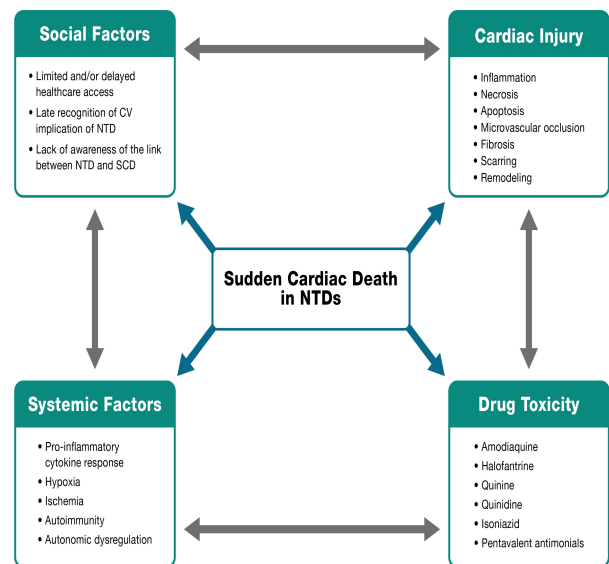 Social Factors
• Limited and/or delayed
healthcare access
• Late recognition of CV
implication of NTD
• Lack of awareness of the link
between NTD and SCD
Cardiac Injury
• Inflammation
• Necrosis
• Apoptosis
• Microvascular occlusion
• Fibrosis
• Scarring
• Remodeling
Sudden Cardiac Death
in NTDs
Systemic Factors
• Pro-inflammatory
cytokine response
• Hypoxia
• Ischemia
• Autoimmunity
• Autonomic dysregulation
Drug Toxicity
• Amodiaquine
• Halofantrine
• Quinine
• Quinidine
• Isoniazid
• Pentavalent antimonials